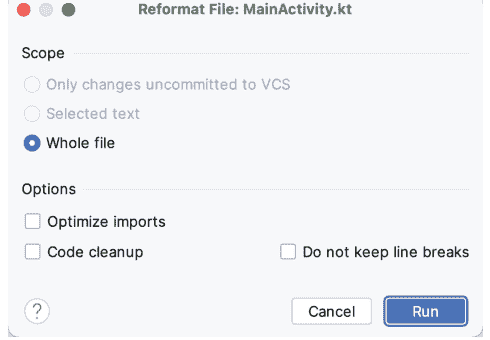 Reformat File: MainActivity.kt
Scope
Only changes uncommitted to VCS
Selected text
Whole file
Options
Optimize imports
Code cleanup Do not keep line breaks
? Cancel Run